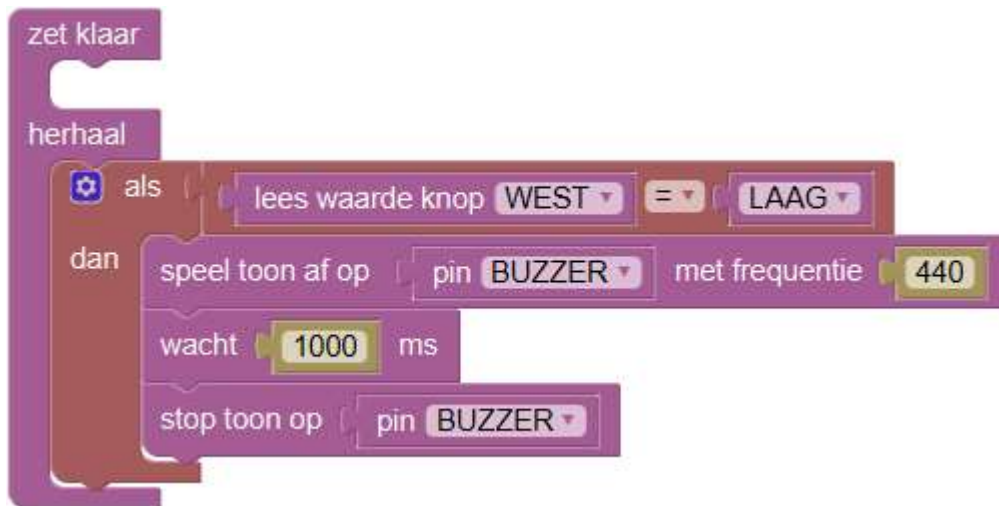 zet klaar
herhaal
als lees waarde knop WEST = LAAG
dan speel toon af op pin BUZZER met frequentie 440
wacht 1000 ms
stop toon op pin BUZZER